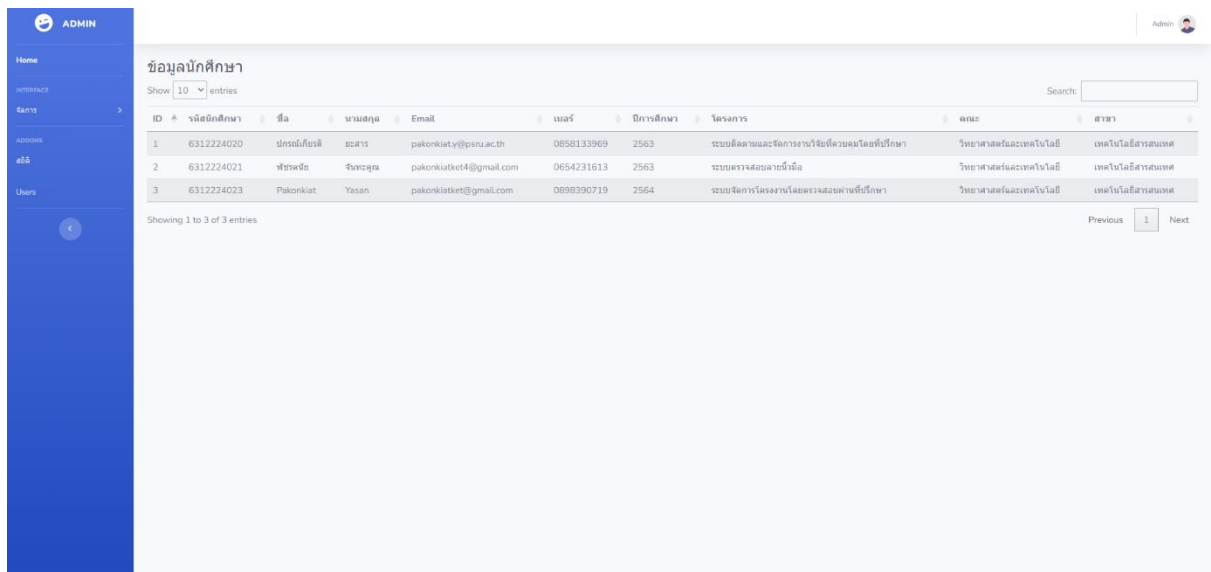 ADMIN
Admin
Home
INTERFACE
จัดการ
ADDONS
สถิติ
Users
ข้อมูลนักศึกษา
Show 10 entries
Search:
ID รหัสนักศึกษา ชื่อ นามสกุล Email เบอร์ ปีการศึกษา โครงการ คณะ สาขา
1 6312224020 ปกรณ์เกียรติ ยะสาร pakonkiat.y@psru.ac.th 0858133969 2563 ระบบติดตามและจัดการงานวิจัยที่ควบคุมโดยที่ปรึกษา วิทยาศาสตร์และเทคโนโลยี เทคโนโลยีสารสนเทศ
2 6312224021 พัชรดนัย จันทะคุณ pakonkiatket4@gmail.com 0654231613 2563 ระบบตรวจสอบลายนิ้วมือ วิทยาศาสตร์และเทคโนโลยี เทคโนโลยีสารสนเทศ
3 6312224023 Pakonkiat Yasan pakonkiatket@gmail.com 0898390719 2564 ระบบจัดการโครงงานโดยตรวจสอบผ่านที่ปรึกษา วิทยาศาสตร์และเทคโนโลยี เทคโนโลยีสารสนเทศ
Showing 1 to 3 of 3 entries
Previous 1 Next